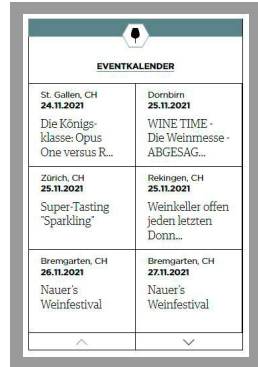 EVENTKALENDER
St. Gallen, CH
24.11.2021
Die Königs-
klasse: Opus
One versus R...
Dornbirn
25.11.2021
WINE TIME -
Die Weinmesse -
ABGESAG...
Zürich, CH
25.11.2021
Super-Tasting
"Sparkling"
Rekingen, CH
25.11.2021
Weinkeller offen
jeden letzten
Donn...
Bremgarten, CH
26.11.2021
Nauer's
Weinfestival
Bremgarten, CH
27.11.2021
Nauer's
Weinfestival